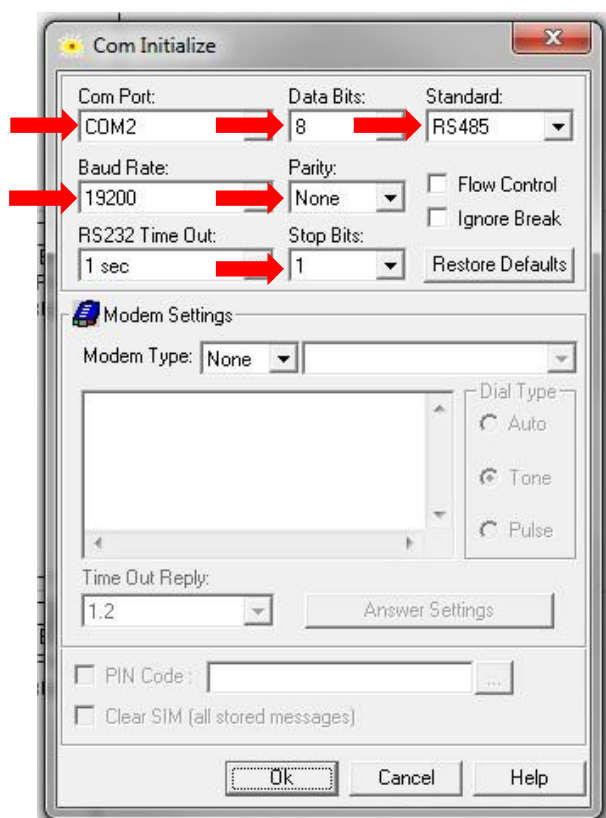 Com Initialize
Com Port: Data Bits: Standard:
COM2 8 RS485
Baud Rate: Parity: Flow Control
19200 None Ignore Break
RS232 Time Out: Stop Bits:
1 sec 1 Restore Defaults
Modem Settings
Modem Type: None
Dial Type
Auto
Tone
Pulse
Time Out Reply:
1.2 Answer Settings
PIN Code : ...
Clear SIM (all stored messages)
Ok Cancel Help